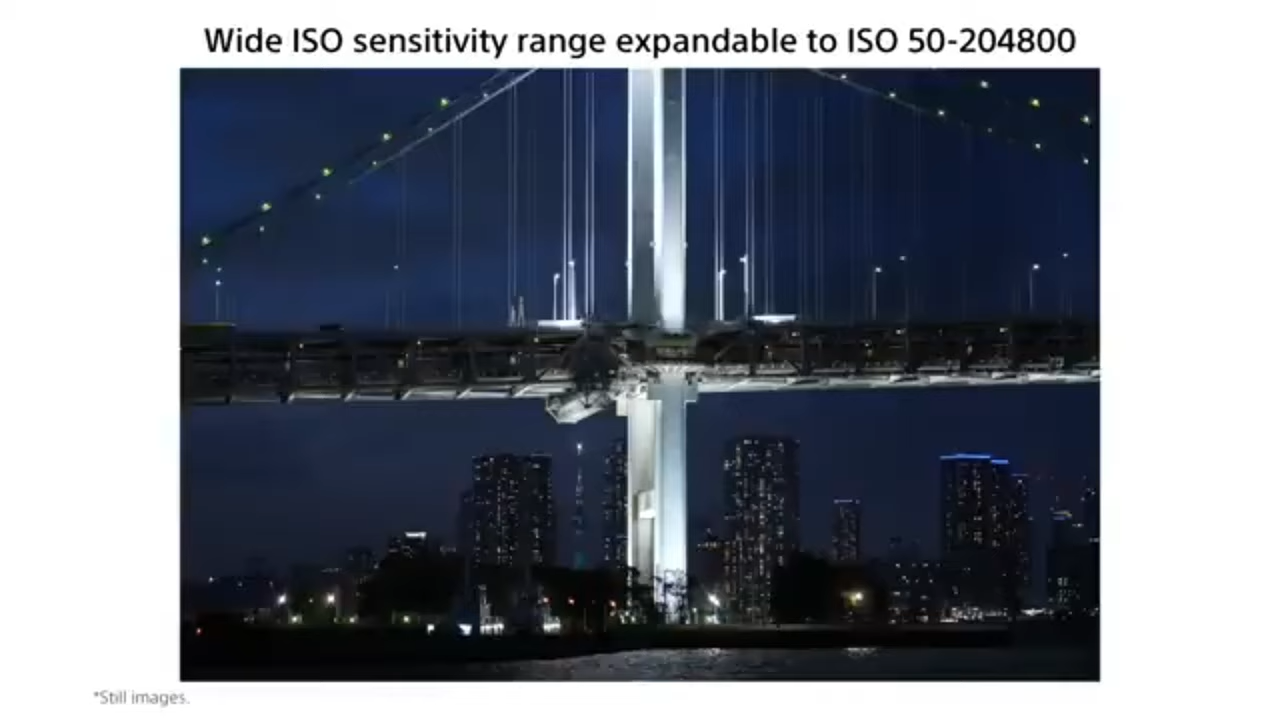 Wide ISO sensitivity range expandable to ISO 50-204800
*Still images.